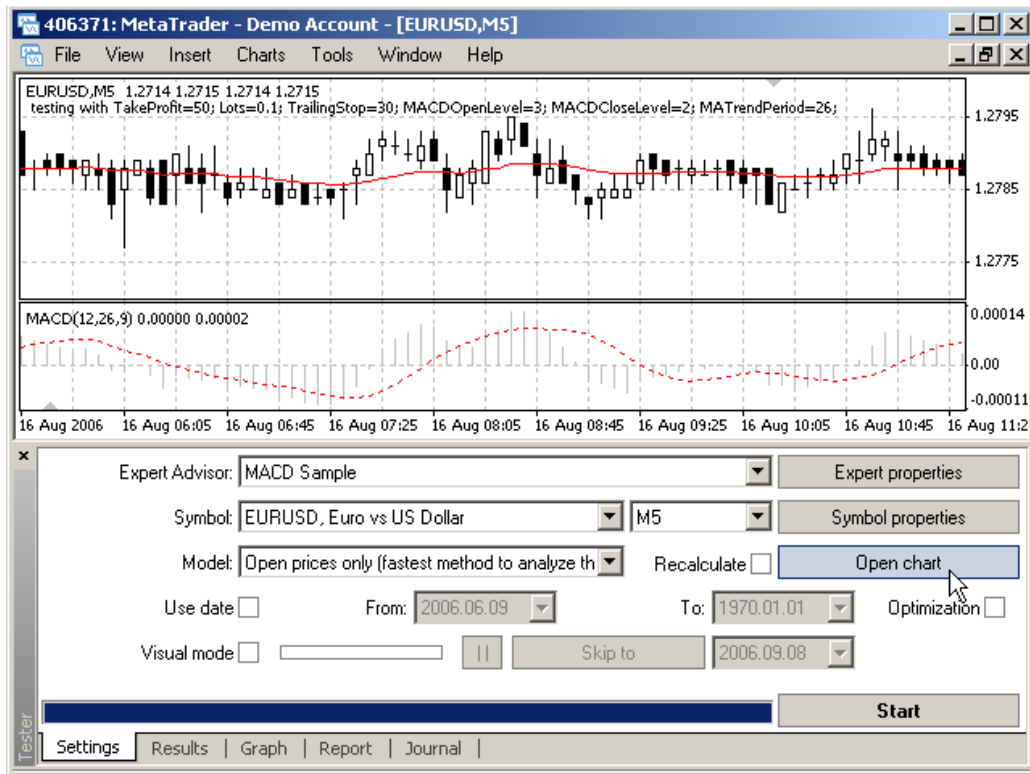 406371: MetaTrader - Demo Account - [EURUSD,M5]
File View Insert Charts Tools Window Help
EURUSD,M5 1.2714 1.2715 1.2714 1.2715
testing with TakeProfit=50; Lots=0.1; TrailingStop=30; MACDOpenLevel=3; MACDCloseLevel=2; MATrendPeriod=26;
1.2795
1.2785
1.2775
MACD(12,26,9) 0.00000 0.00002
0.00014
0.00
-0.00011
16 Aug 2006 16 Aug 06:05 16 Aug 06:45 16 Aug 07:25 16 Aug 08:05 16 Aug 08:45 16 Aug 09:25 16 Aug 10:05 16 Aug 10:45 16 Aug 11:2
Expert Advisor: MACD Sample Expert properties
Symbol: EURUSD, Euro vs US Dollar M5 Symbol properties
Model: Open prices only (fastest method to analyze th Recalculate Open chart
Use date From: 2006.06.09 To: 1970.01.01 Optimization
Visual mode Skip to 2006.09.08
Start
Tester
Settings Results | Graph | Report | Journal |